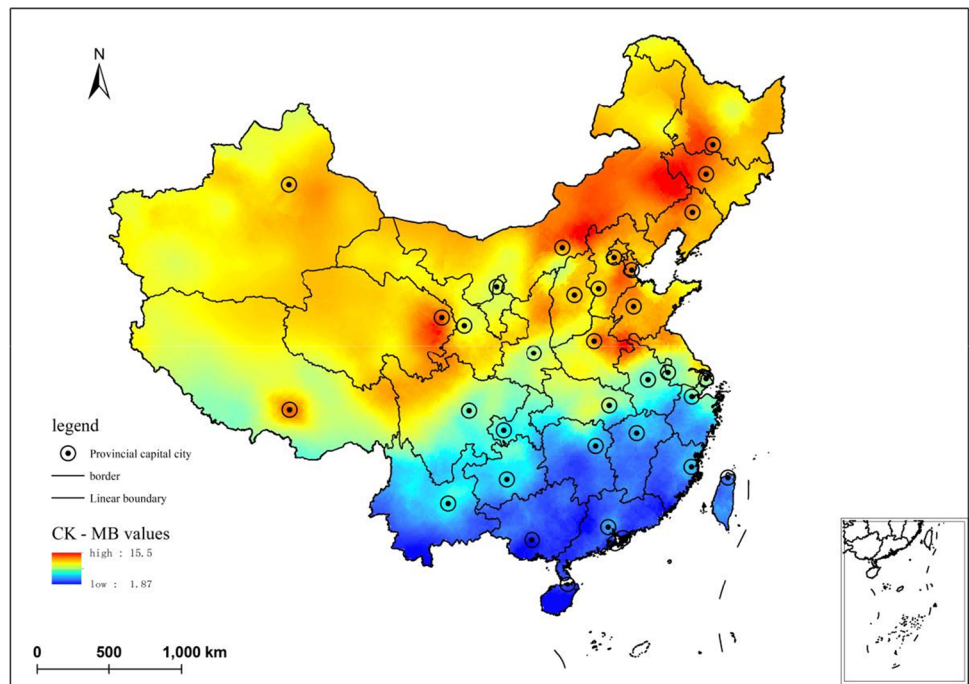 N
legend
Provincial capital city
border
Linear boundary
CK - MB values
high : 15.5
low : 1.87
0 500 1,000 km